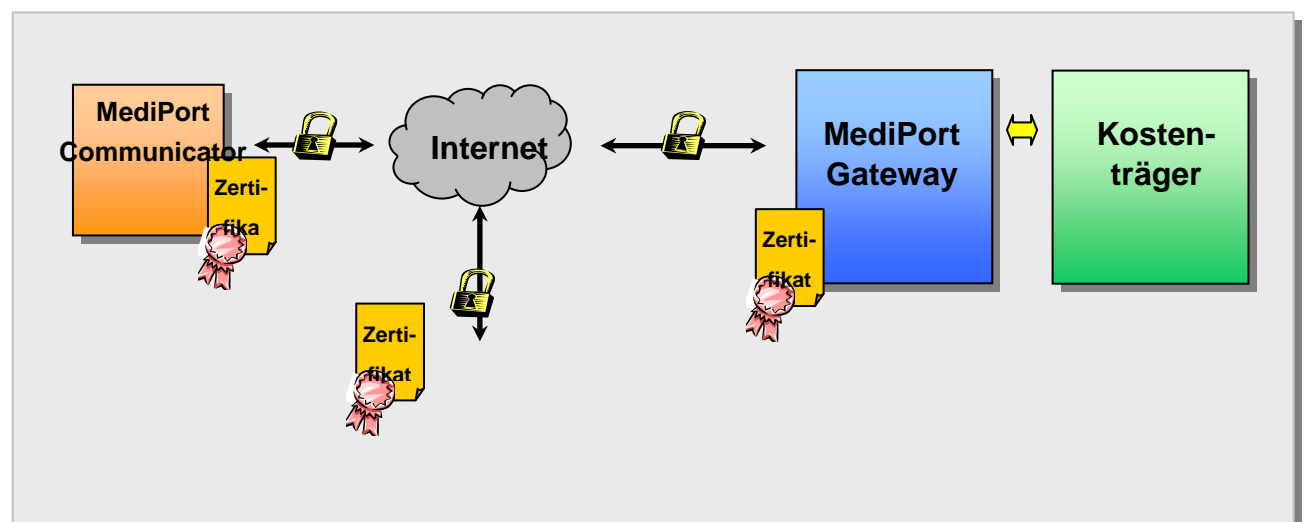 MediPort
Communicator
Zerti-
fika
Internet
Zerti-
fikat
MediPort
Gateway
Zerti-
fikat
Kosten-
träger